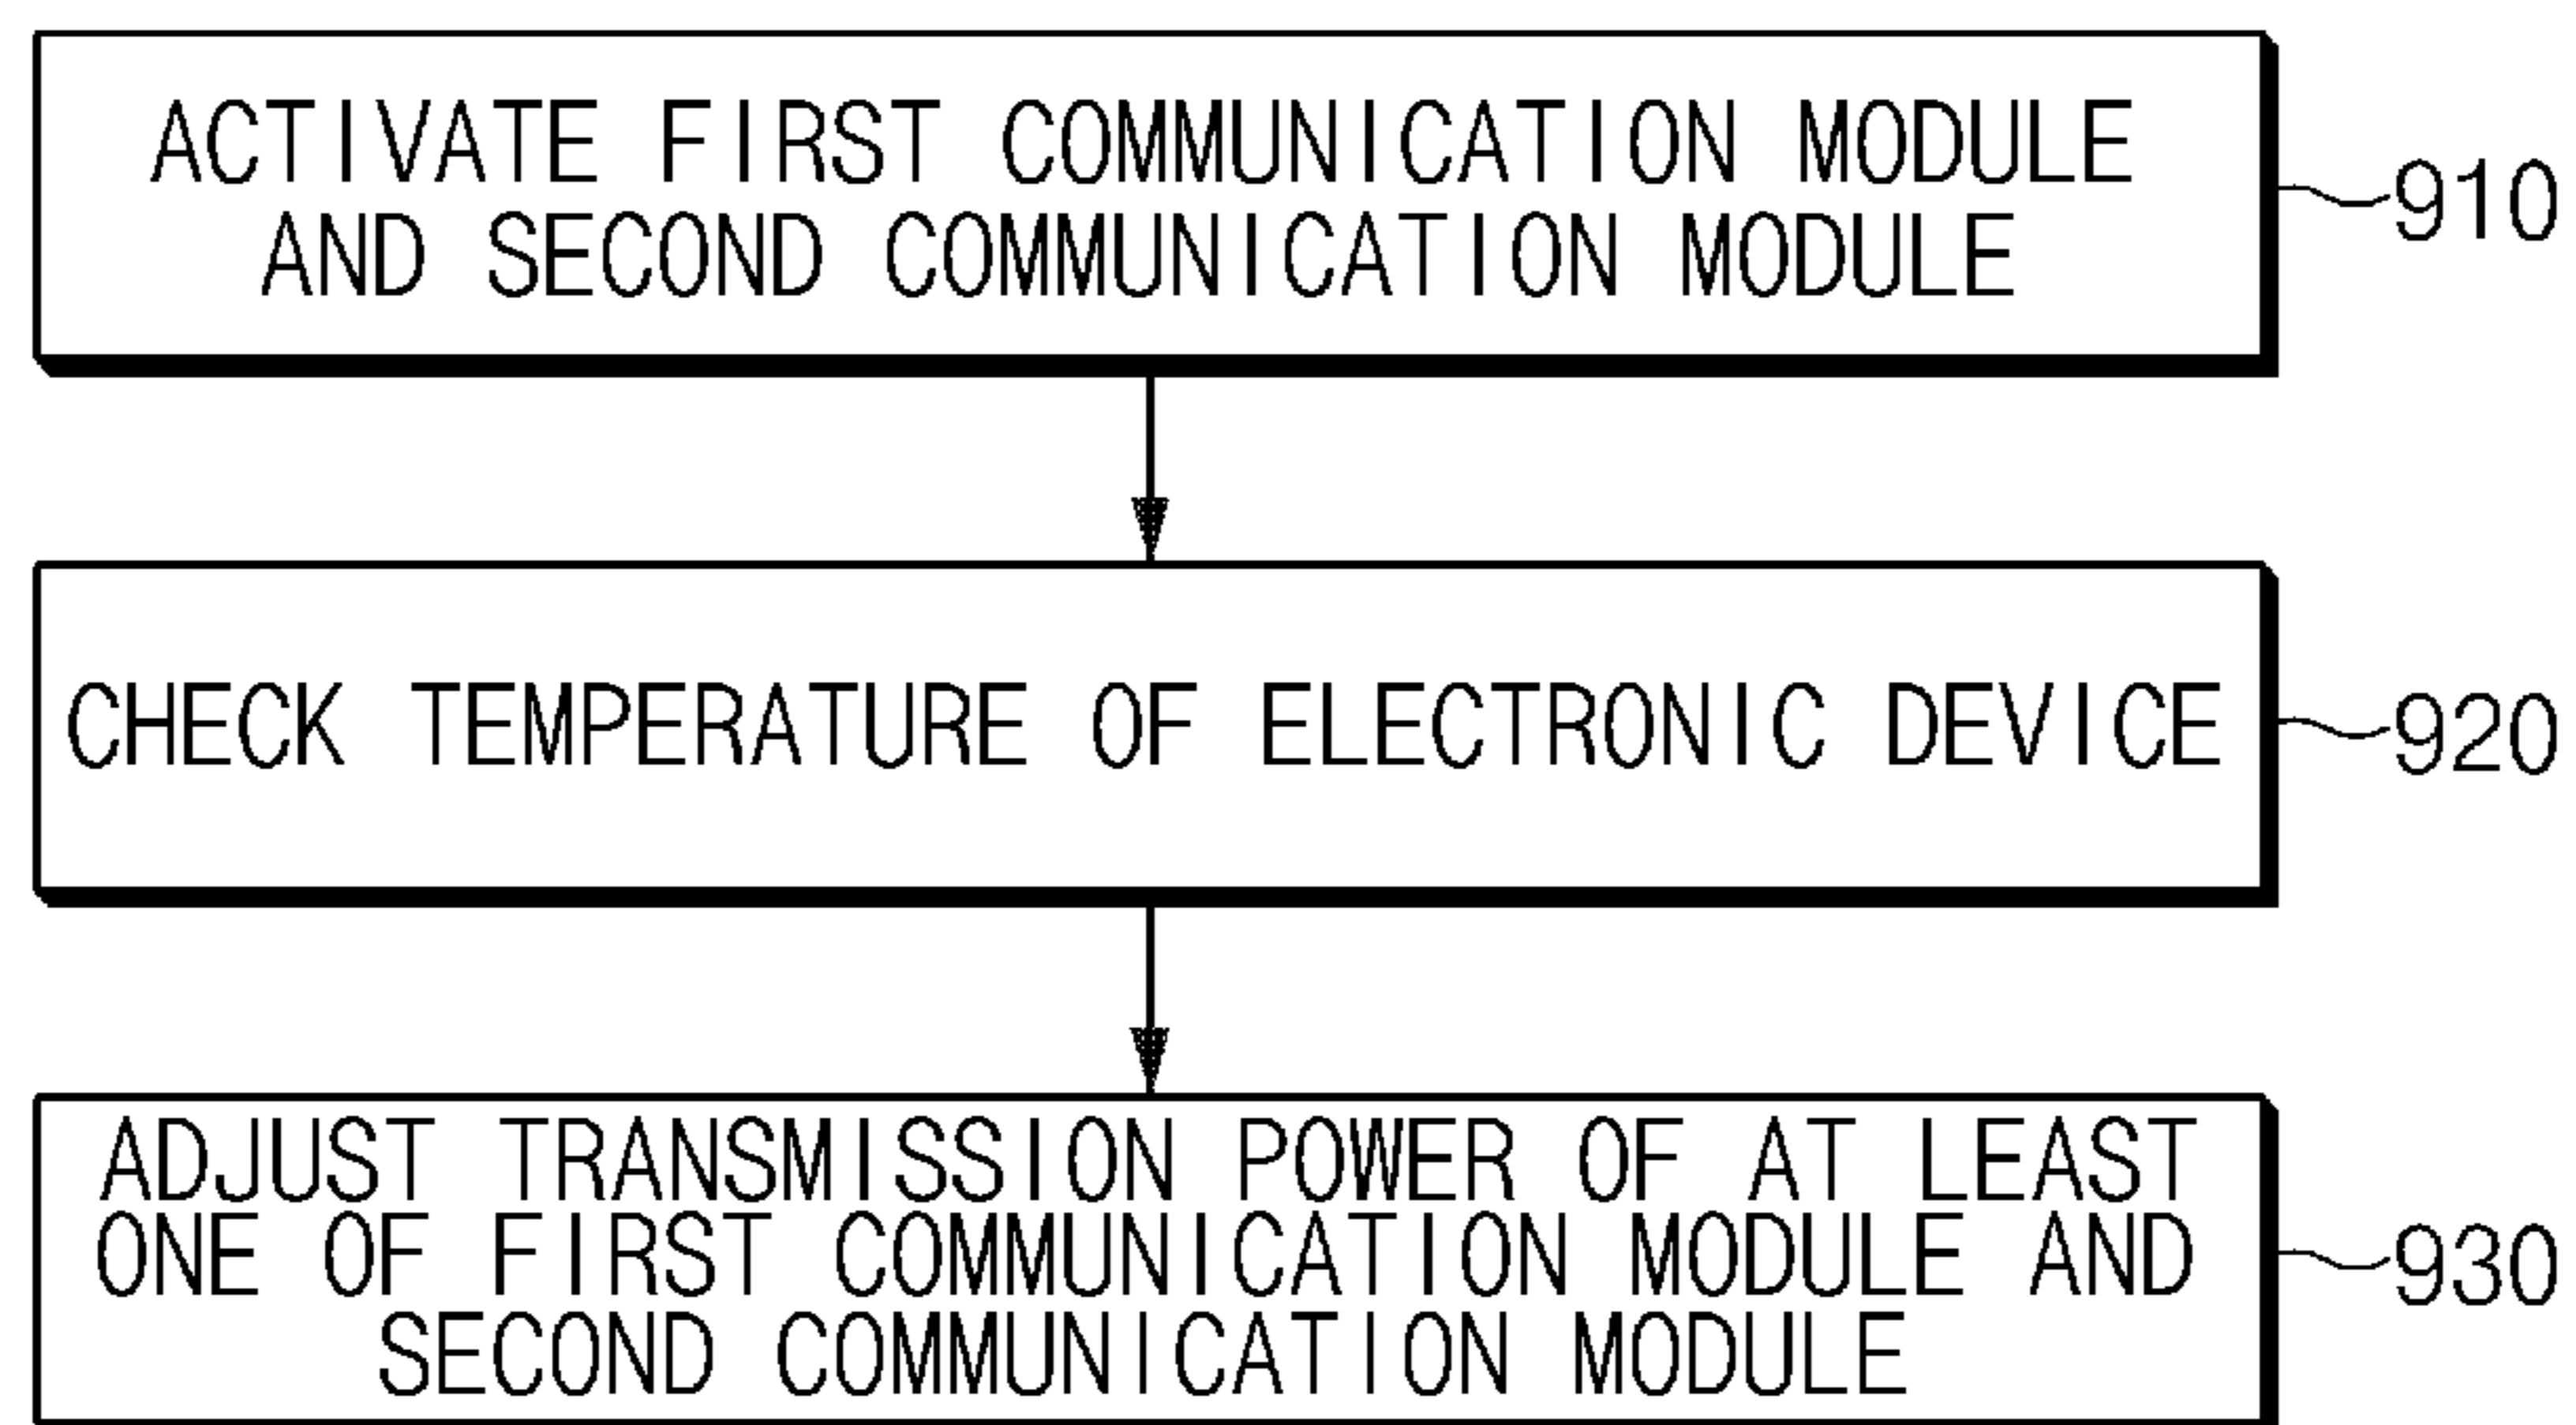 ACTIVATE FIRST COMMUNICATION MODULE
AND SECOND COMMUNICATION MODULE
910
CHECK TEMPERATURE OF ELECTRONIC DEVICE
920
ADJUST TRANSMISSION POWER OF AT LEAST
ONE OF FIRST COMMUNICATION MODULE AND
SECOND COMMUNICATION MODULE
930